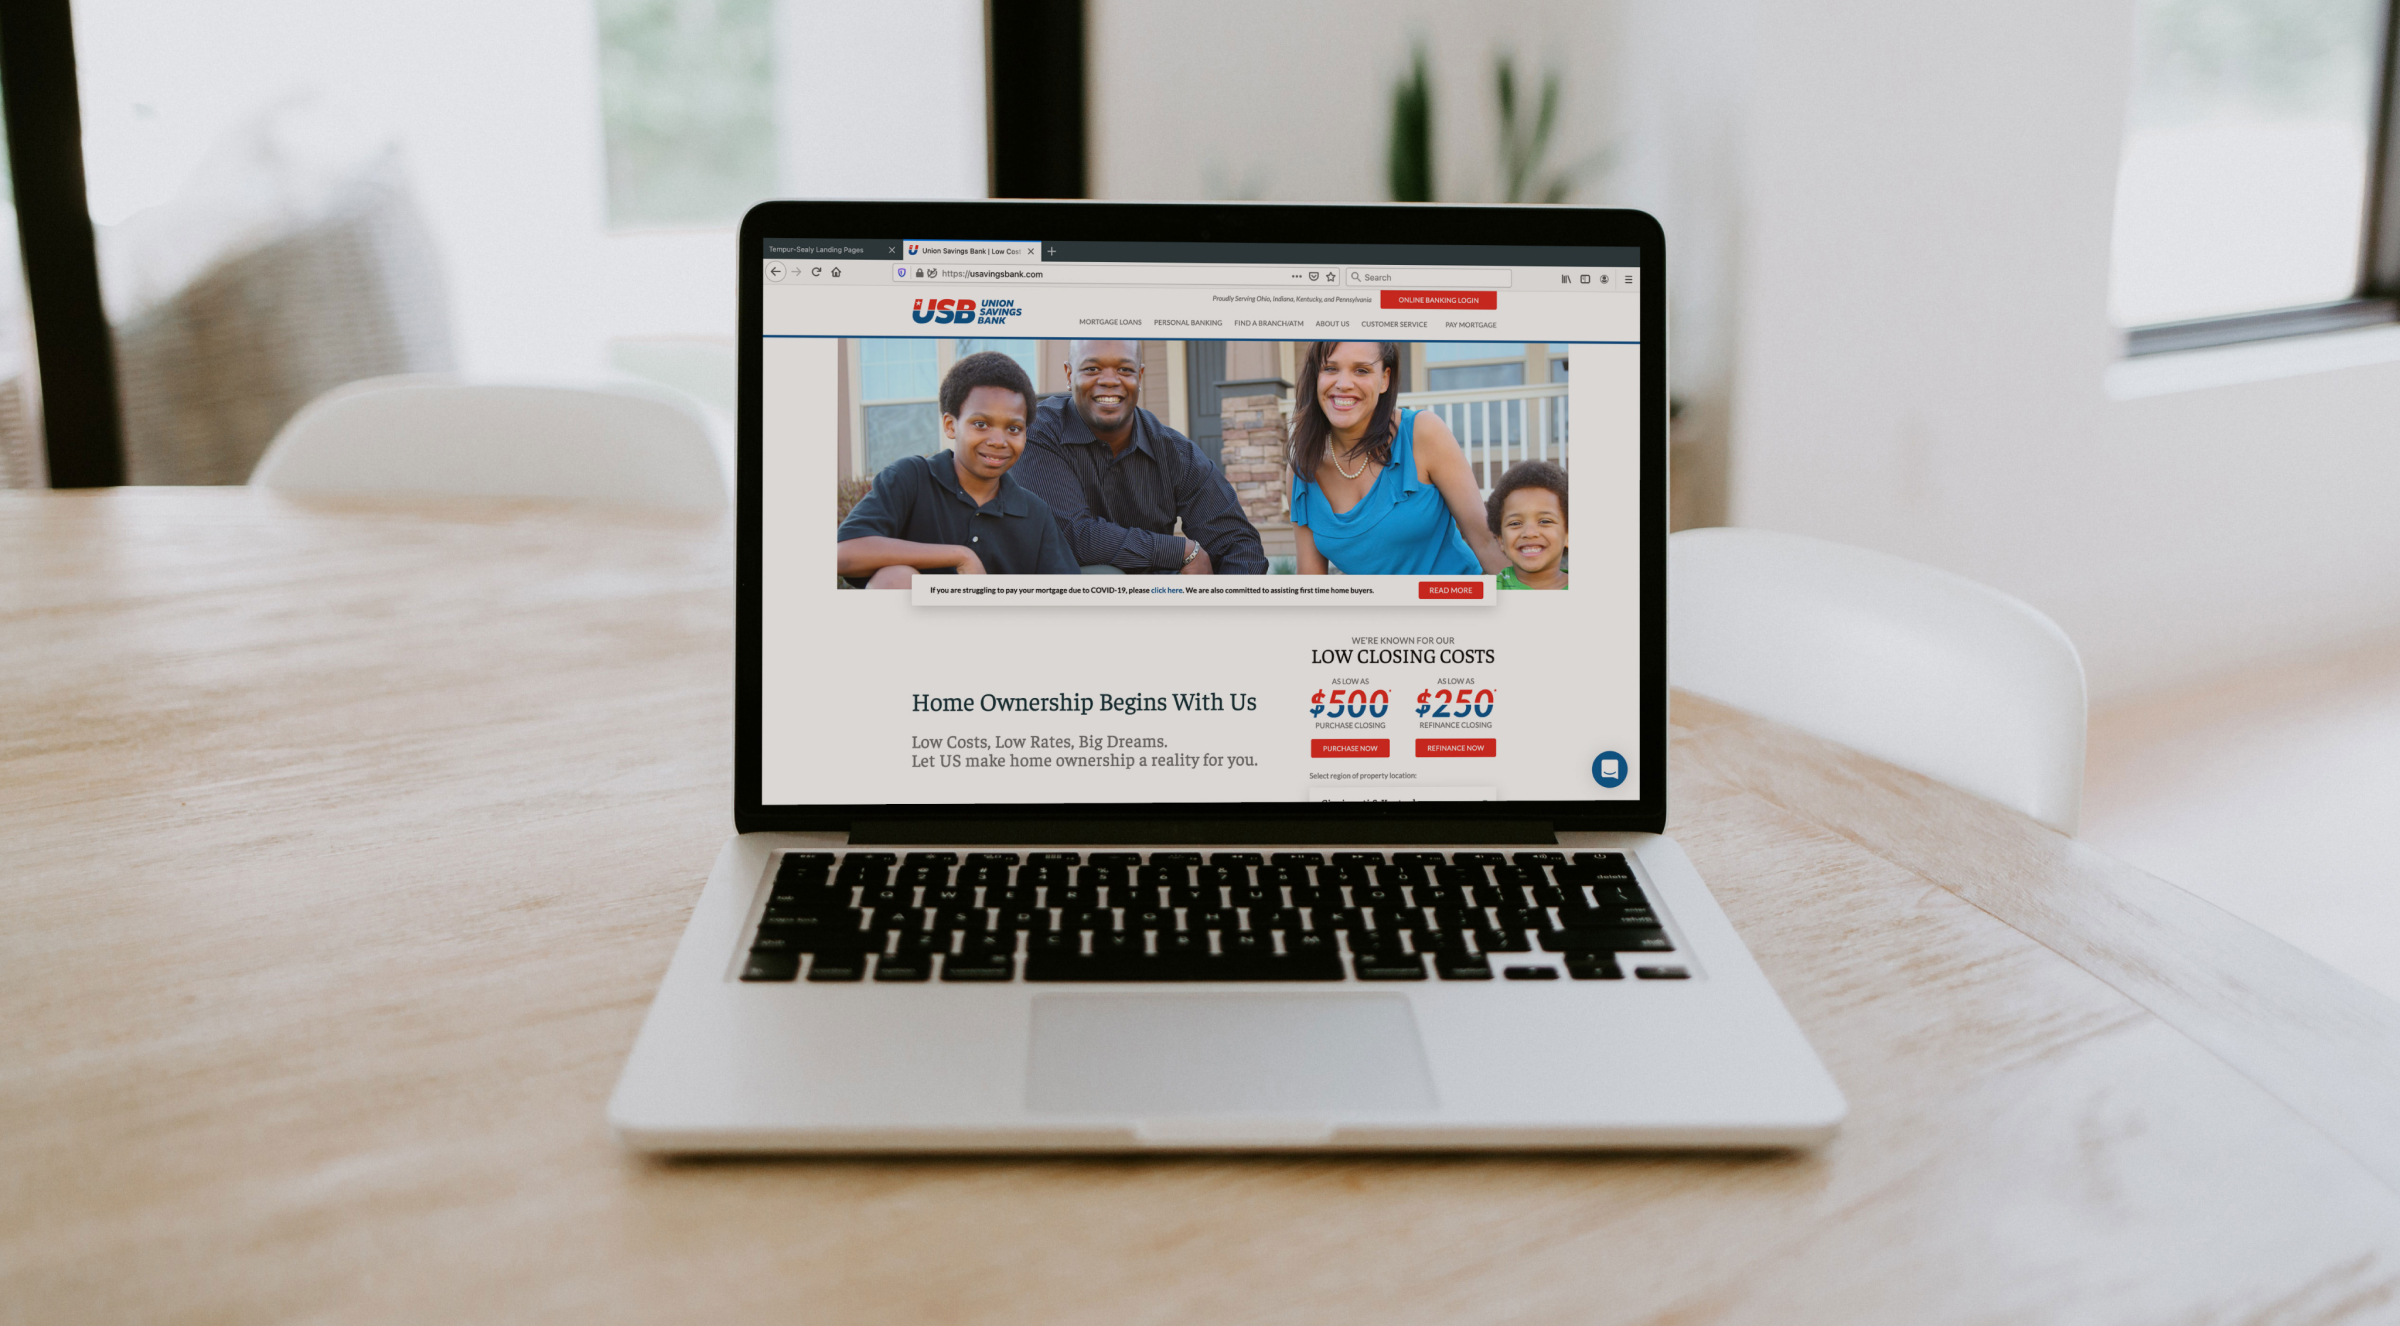 Tempur-Sealy Landing Pages
Union Savings Bank | Low Cos
https://usavingsbank.com
Search
USB UNION
SAVINGS
BANK
Proudly Serving Ohio, Indiana, Kentucky, and Pennsylvania
ONLINE BANKING LOGIN
MORTGAGE LOANS PERSONAL BANKING FIND A BRANCH/ATM ABOUT US CUSTOMER SERVICE PAY MORTGAGE
If you are struggling to pay your mortgage due to COVID-19, please click here. We are also committed to assisting first time home buyers.
READ MORE
Home Ownership Begins With Us
Low Costs, Low Rates, Big Dreams.
Let US make home ownership a reality for you.
WE'RE KNOWN FOR OUR
LOW CLOSING COSTS
AS LOW AS AS LOW AS
$500* $250*
PURCHASE CLOSING REFINANCE CLOSING
PURCHASE NOW REFINANCE NOW
Select region of property location:
delete
Q W E R T Y U I O P
A S D F G H J K L
Z X C V B N M